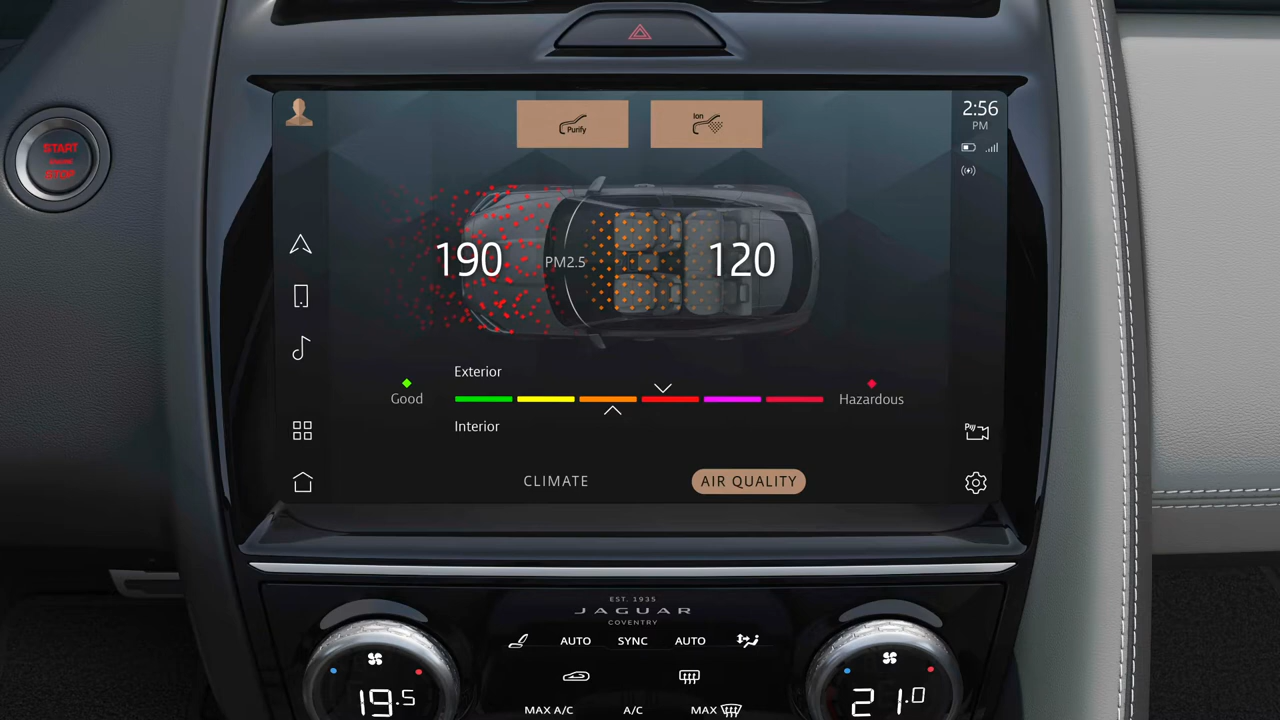 START
ENGINE
STOP
Purify
Ion
2:56
PM
190
PM2.5
120
Exterior
Good
Hazardous
Interior
CLIMATE
AIR QUALITY
EST. 1935
JAGUAR
COVENTRY
AUTO
SYNC
AUTO
19.5
21.0
MAX A/C
A/C
MAX